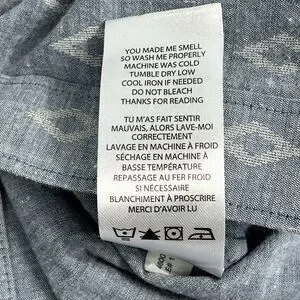 YOU MADE ME SMELL
SO WASH ME PROPERLY
MACHINE WAS COLD
TUMBLE DRY LOW
COOL IRON IF NEEDED
DO NOT BLEACH
THANKS FOR READING
TU M'AS FAIT SENTIR
MAUVAIS, ALORS LAVE-MOI
CORRECTEMENT
LAVAGE EN MACHINE À FROID
SÉCHAGE EN MACHINE À
BASSE TEMPÉRATURE
REPASSAGE AU FER FROID
SI NÉCESSAIRE
BLANCHIMENT À PROSCRIRE
MERCI D'AVOIR LU